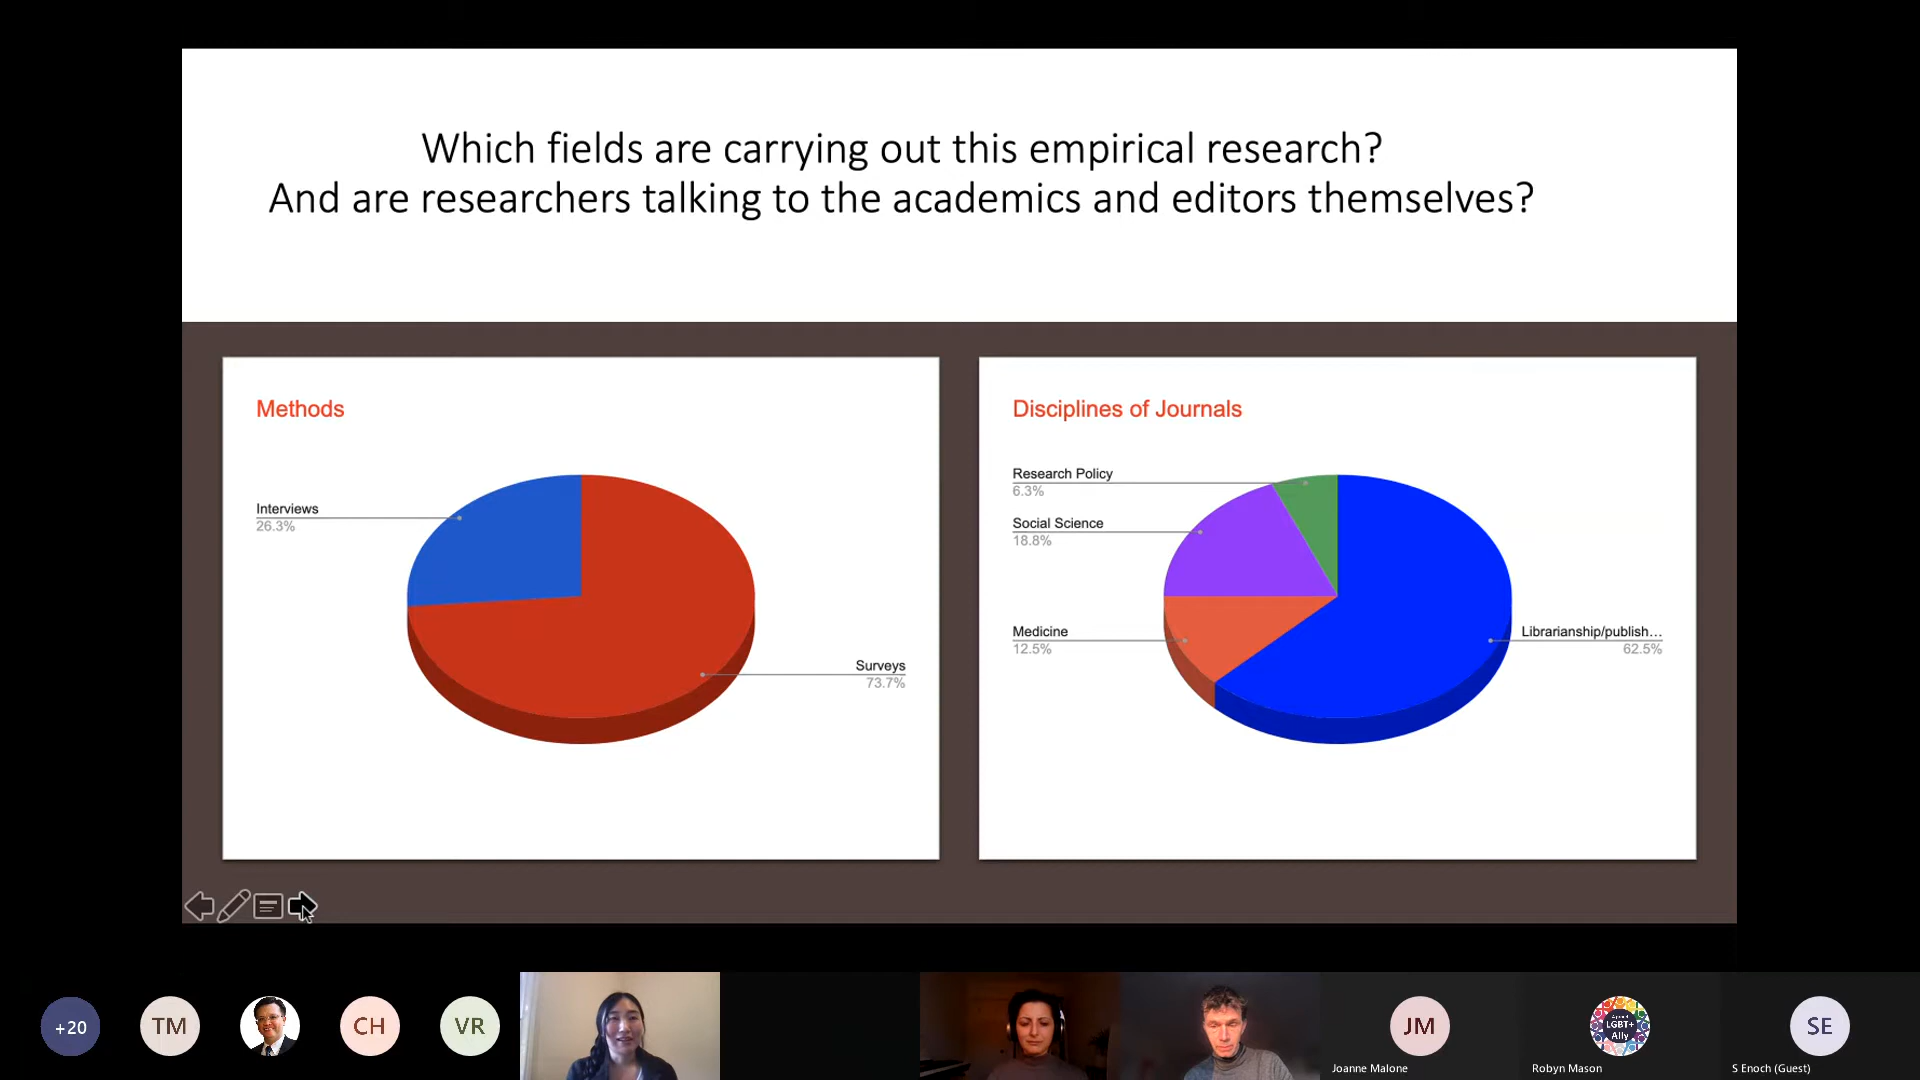 Which fields are carrying out this empirical research?
And are researchers talking to the academics and editors themselves?
Methods
Interviews
26.3%
Surveys
73.7%
Disciplines of Journals
Research Policy
6.3%
Social Science
18.8%
Medicine
12.5%
Librarianship/publish...
62.5%
+20
TM
CH
VR
JM
Joanne Malone
LGBT+
Ally
Robyn Mason
SE
S Enoch (Guest)